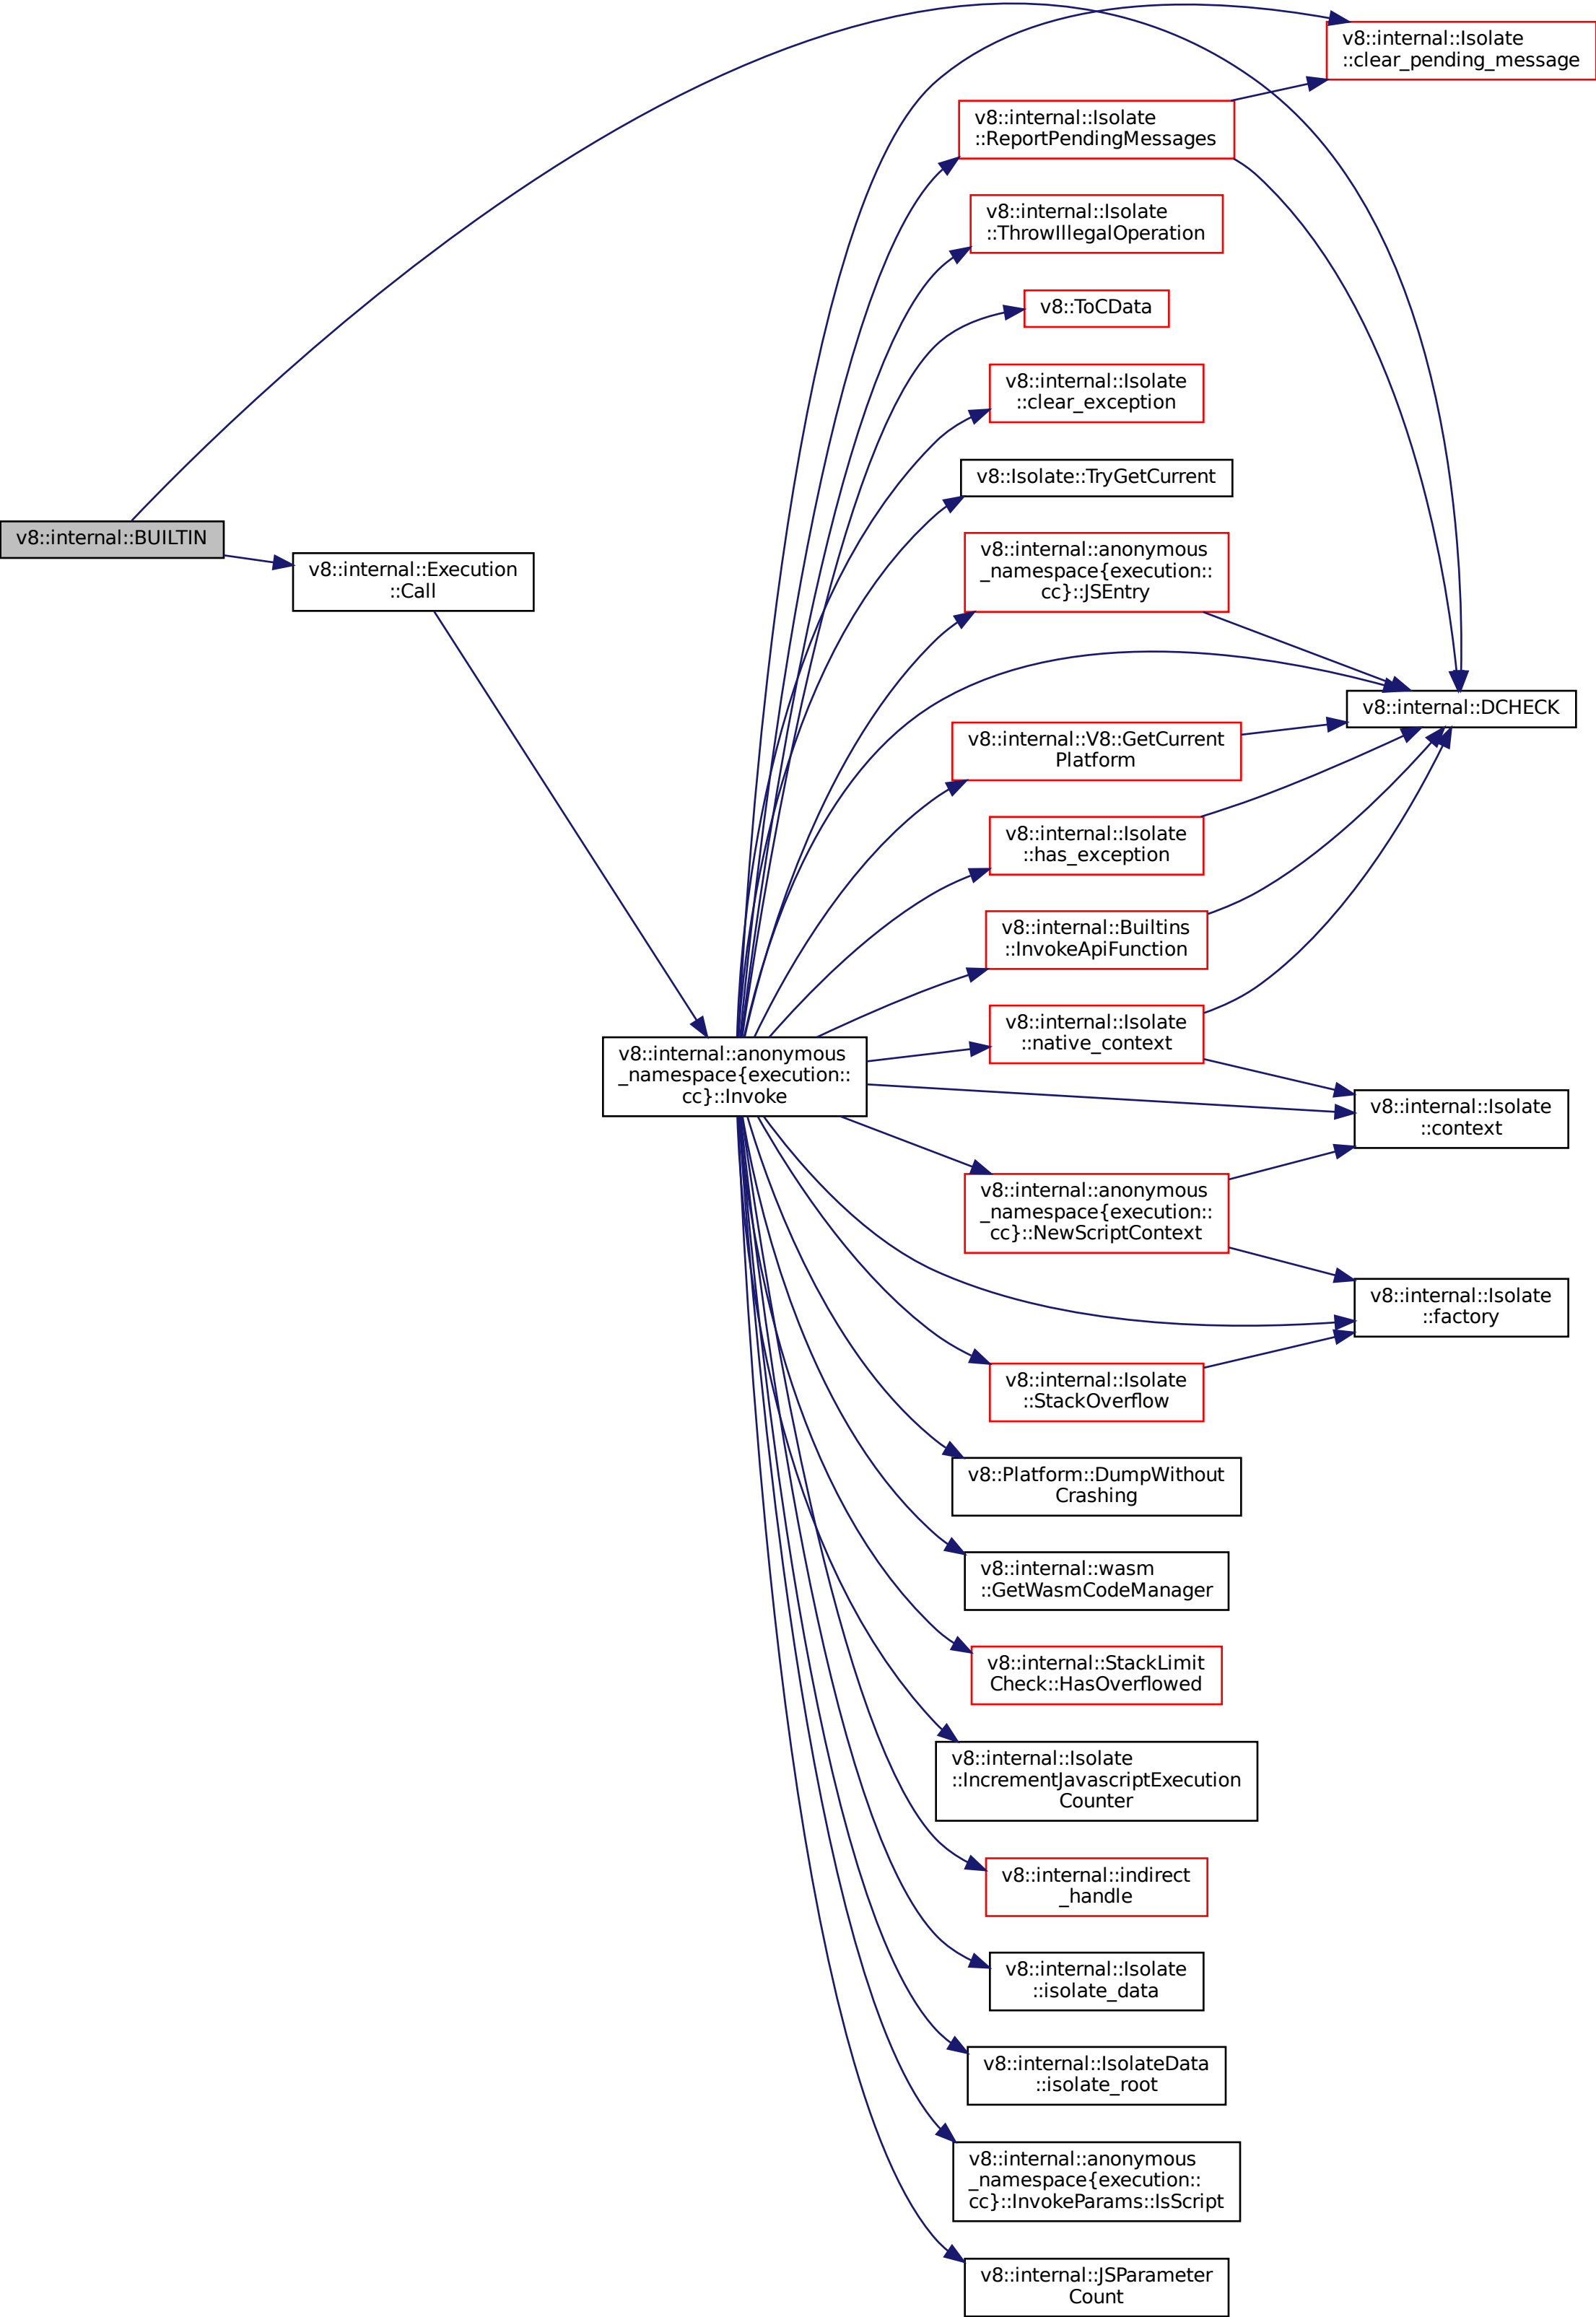 v8::internal::Isolate
::clear_pending_message
v8::internal::Isolate
::ReportPendingMessages
v8::internal::Isolate
::ThrowIllegalOperation
v8::ToCData
v8::internal::Isolate
::clear_exception
v8::Isolate::TryGetCurrent
v8::internal::BUILTIN
v8::internal::Execution
::Call
v8::internal::anonymous
_namespace{execution::
cc}::JSEntry
v8::internal::DCHECK
v8::internal::V8::GetCurrent
Platform
v8::internal::Isolate
::has_exception
v8::internal::Builtins
::InvokeApiFunction
v8::internal::Isolate
::native_context
v8::internal::anonymous
_namespace{execution::
cc}::Invoke
v8::internal::Isolate
::context
v8::internal::anonymous
_namespace{execution::
cc}::NewScriptContext
v8::internal::Isolate
::factory
v8::internal::Isolate
::StackOverflow
v8::Platform::DumpWithout
Crashing
v8::internal::wasm
::GetWasmCodeManager
v8::internal::StackLimit
Check::HasOverflowed
v8::internal::Isolate
::IncrementJavascriptExecution
Counter
v8::internal::indirect
_handle
v8::internal::Isolate
::isolate_data
v8::internal::IsolateData
::isolate_root
v8::internal::anonymous
_namespace{execution::
cc}::InvokeParams::IsScript
v8::internal::JSParameter
Count